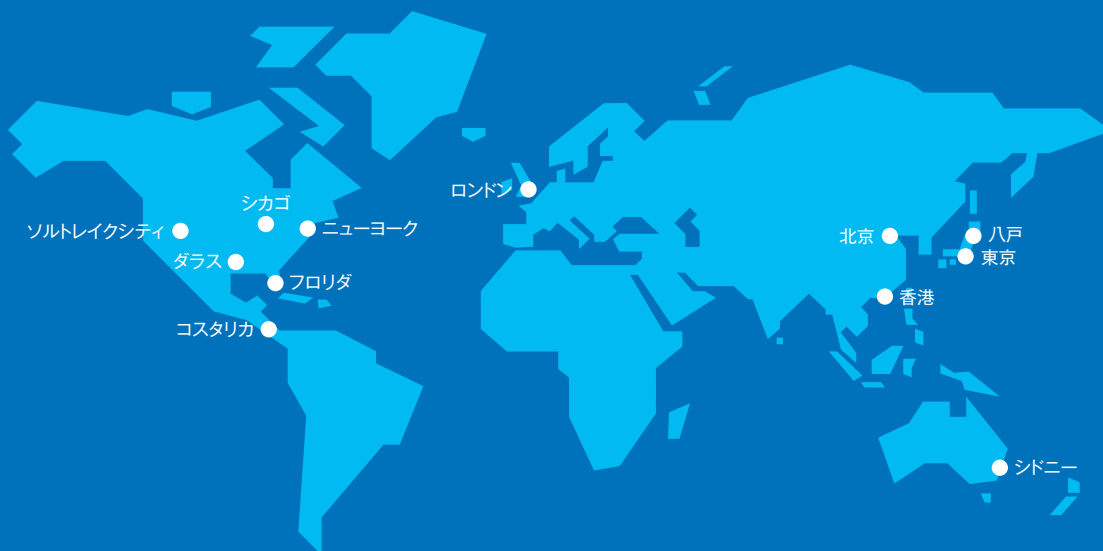 ロンドン
シカゴ
ソルトレイクシティ
ニューヨーク
北京
八戸
東京
ダラス
フロリダ
香港
コスタリカ
シドニー